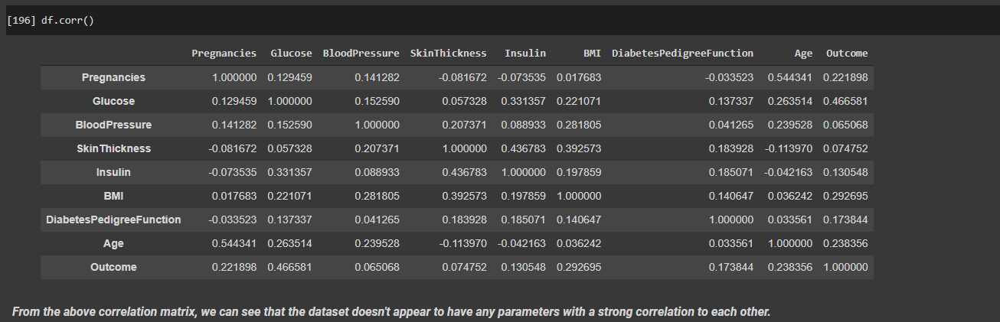 [196] df.corr()
Pregnancies Glucose BloodPressure SkinThickness Insulin BMI DiabetesPedigreeFunction Age Outcome
Pregnancies 1.000000 0.129459 0.141282 -0.081672 -0.073535 0.017683 -0.033523 0.544341 0.221898
Glucose 0.129459 1.000000 0.152590 0.057328 0.331357 0.221071 0.137337 0.263514 0.466581
BloodPressure 0.141282 0.152590 1.000000 0.207371 0.088933 0.281805 0.041265 0.239528 0.065068
SkinThickness -0.081672 0.057328 0.207371 1.000000 0.436783 0.392573 0.183928 -0.113970 0.074752
Insulin -0.073535 0.331357 0.088933 0.436783 1.000000 0.197859 0.185071 -0.042163 0.130548
BMI 0.017683 0.221071 0.281805 0.392573 0.197859 1.000000 0.140647 0.036242 0.292695
DiabetesPedigreeFunction -0.033523 0.137337 0.041265 0.183928 0.185071 0.140647 1.000000 0.033561 0.173844
Age 0.544341 0.263514 0.239528 -0.113970 -0.042163 0.036242 0.033561 1.000000 0.238356
Outcome 0.221898 0.466581 0.065068 0.074752 0.130548 0.292695 0.173844 0.238356 1.000000
From the above correlation matrix, we can see that the dataset doesn't appear to have any parameters with a strong correlation to each other.